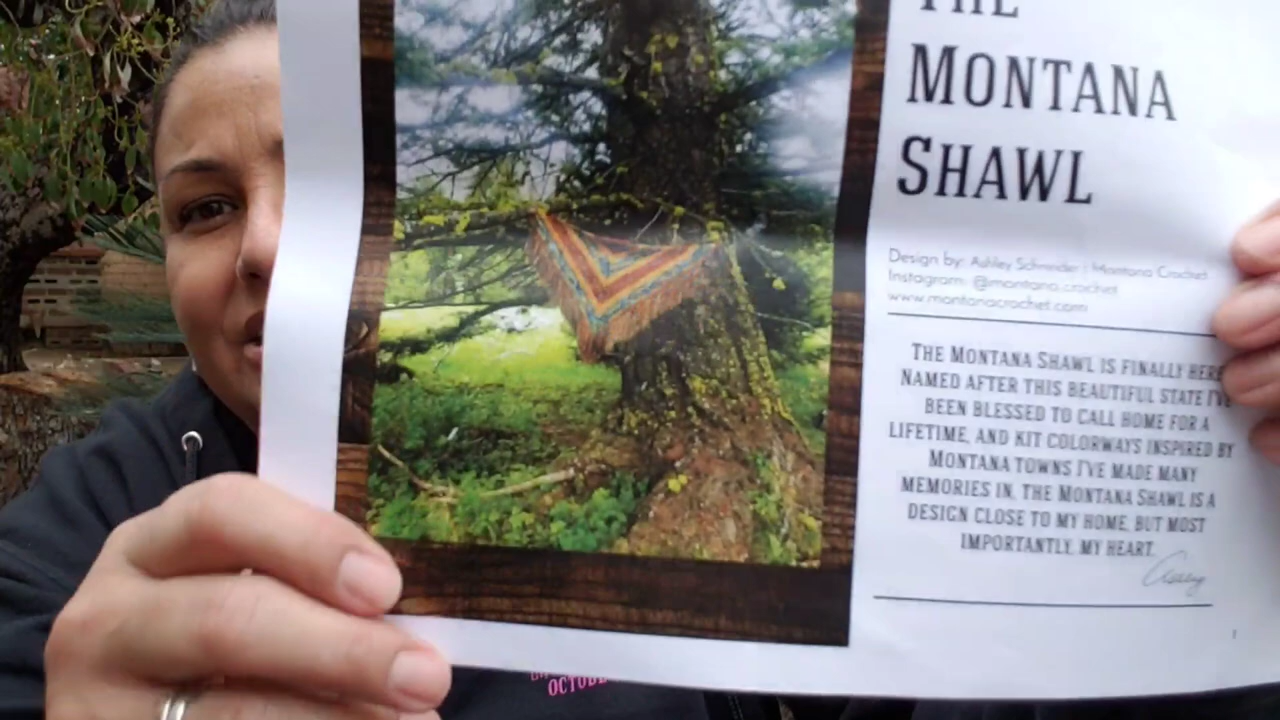 THE
MONTANA
SHAWL
Design by: Ashley Schreider | Montana Crochet
Instagram: @montana.crochet
www.montanacrochet.com
THE MONTANA SHAWL IS FINALLY HERE
NAMED AFTER THIS BEAUTIFUL STATE I'VE
BEEN BLESSED TO CALL HOME FOR A
LIFETIME, AND KIT COLORWAYS INSPIRED BY
MONTANA TOWNS I'VE MADE MANY
MEMORIES IN. THE MONTANA SHAWL IS A
DESIGN CLOSE TO MY HOME, BUT MOST
IMPORTANTLY, MY HEART.
1